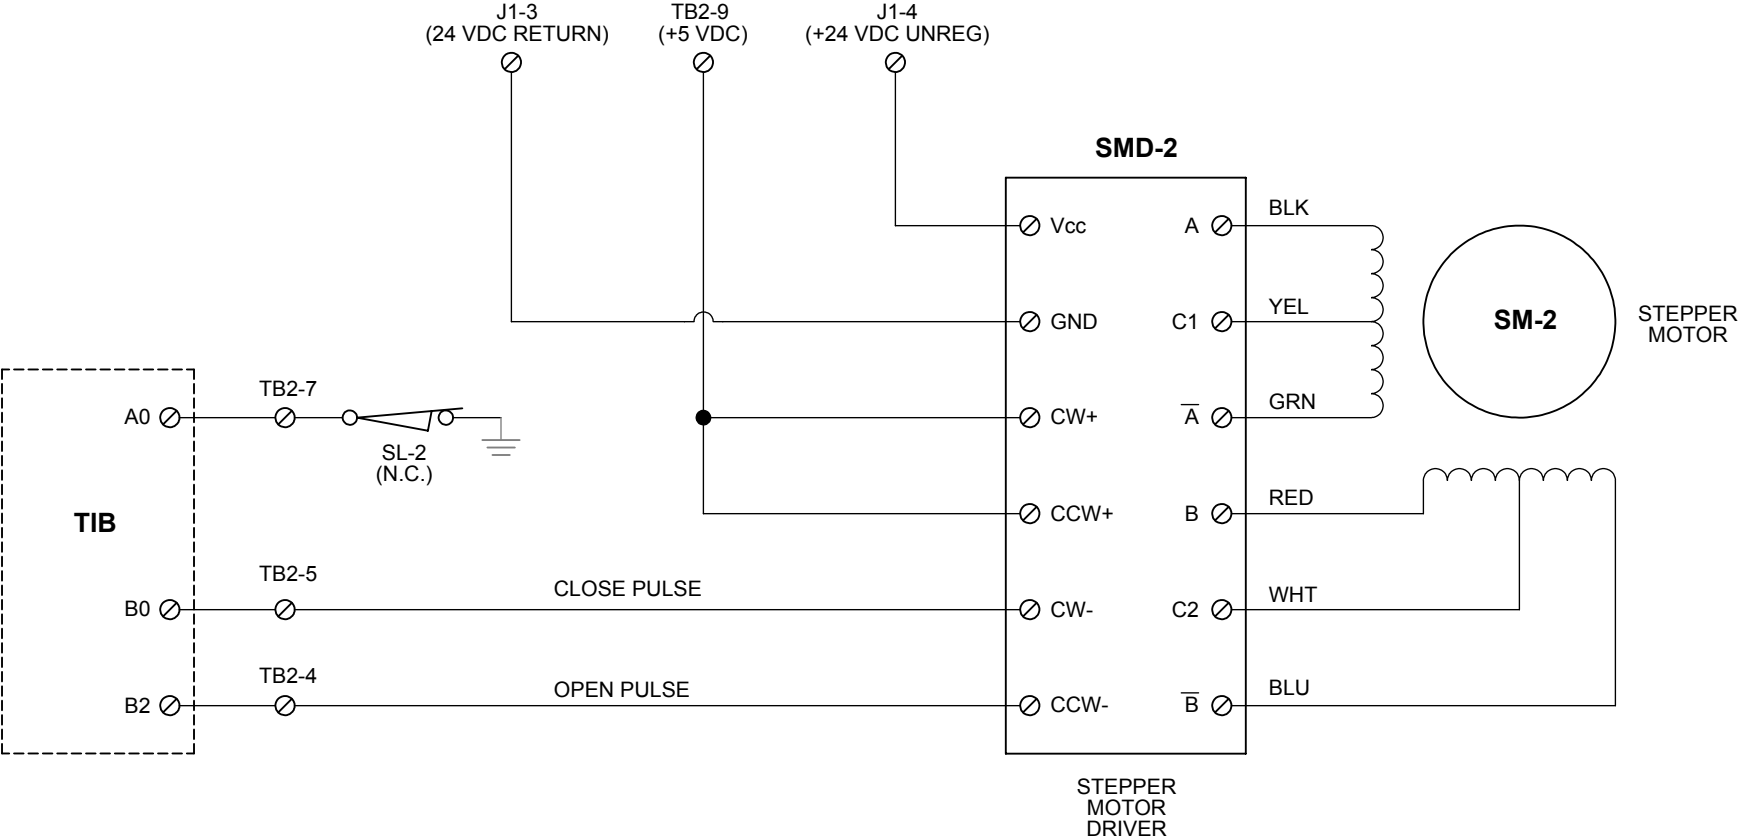 J1-3
(24 VDC RETURN)
TB2-9
(+5 VDC)
J1-4
(+24 VDC UNREG)
SMD-2
Vcc
A
BLK
GND
C1
YEL
SM-2
STEPPER
MOTOR
TB2-7
A0
SL-2
(N.C.)
CW+
A̅
GRN
CCW+
B
RED
TIB
TB2-5
B0
CLOSE PULSE
CW-
C2
WHT
TB2-4
B2
OPEN PULSE
CCW-
B̅
BLU
STEPPER
MOTOR
DRIVER